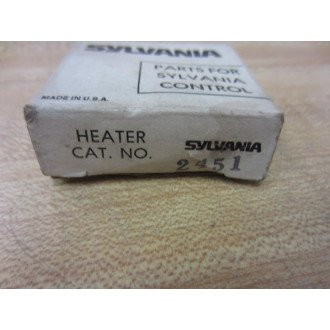 SYLVANIA
PARTS FOR
SYLVANIA
CONTROL
MADE IN U.S.A.
HEATER
CAT. NO.
SYLVANIA
2451